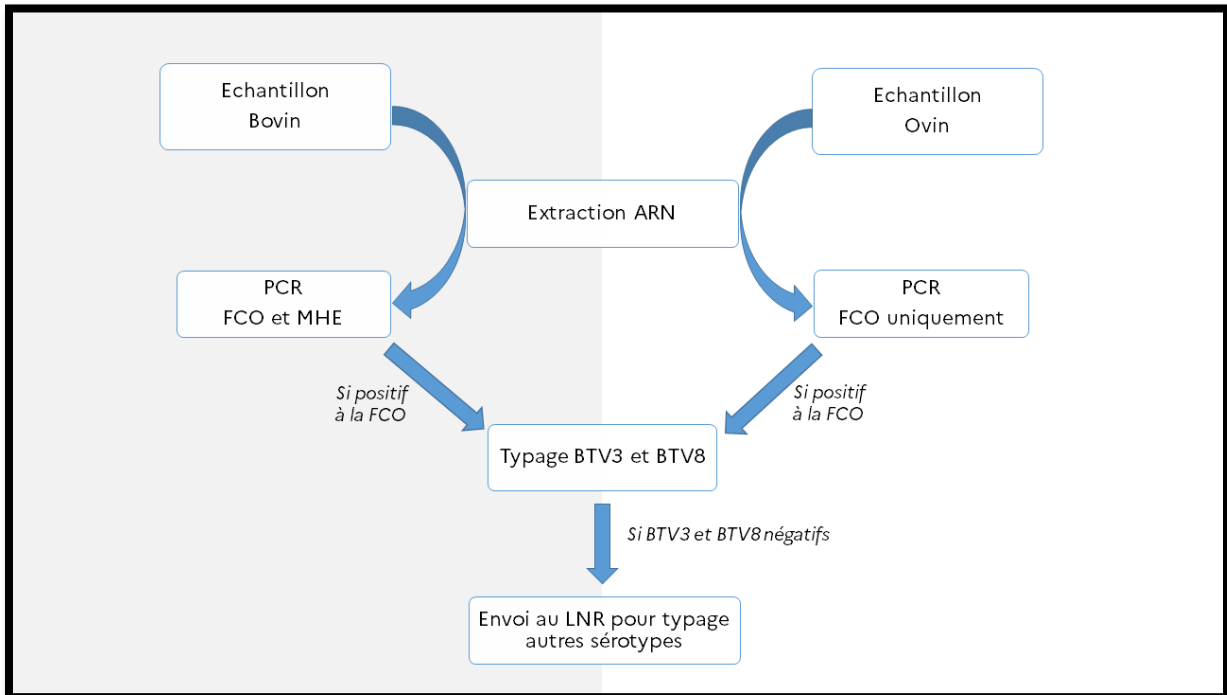 Echantillon
Bovin
Echantillon
Ovin
Extraction ARN
PCR
FCO et MHE
PCR
FCO uniquement
Si positif
à la FCO
Si positif
à la FCO
Typage BTV3 et BTV8
Si BTV3 et BTV8 négatifs
Envoi au LNR pour typage
autres sérotypes